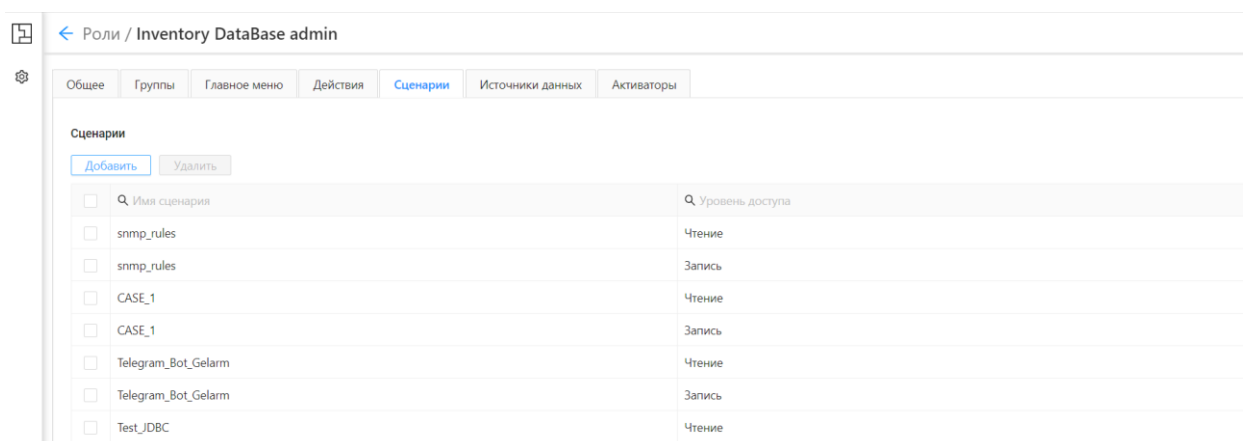 Роли / Inventory DataBase admin
Общее Группы Главное меню Действия Сценарии Источники данных Активаторы
Сценарии
Добавить Удалить
Имя сценария Уровень доступа
snmp_rules Чтение
snmp_rules Запись
CASE_1 Чтение
CASE_1 Запись
Telegram_Bot_Gelarm Чтение
Telegram_Bot_Gelarm Запись
Test_JDBC Чтение